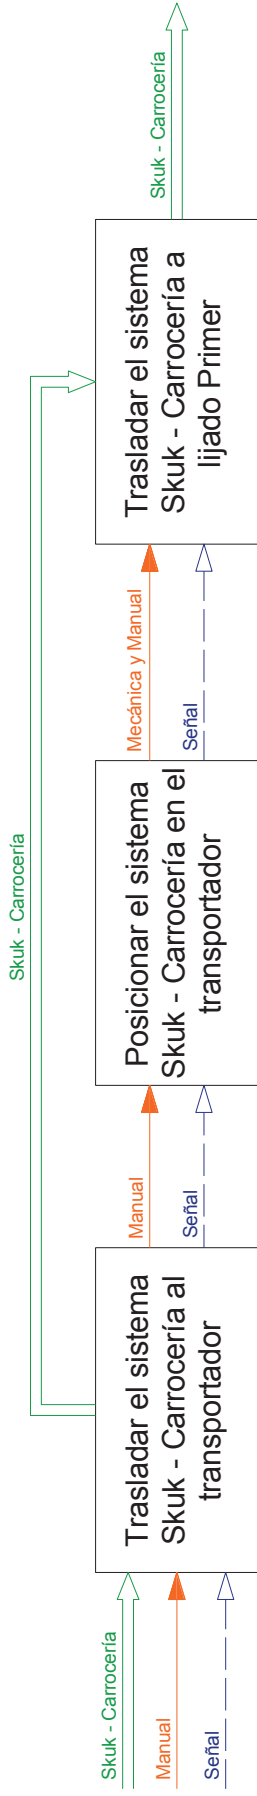 Skuk - Carrocería
Manual
Señal
Trasladar el sistema
Skuk - Carrocería al
transportador
Skuk - Carrocería
Manual
Señal
Posicionar el sistema
Skuk - Carrocería en el
transportador
Mecánica y Manual
Señal
Trasladar el sistema
Skuk - Carrocería a
lijado Primer
Skuk - Carrocería